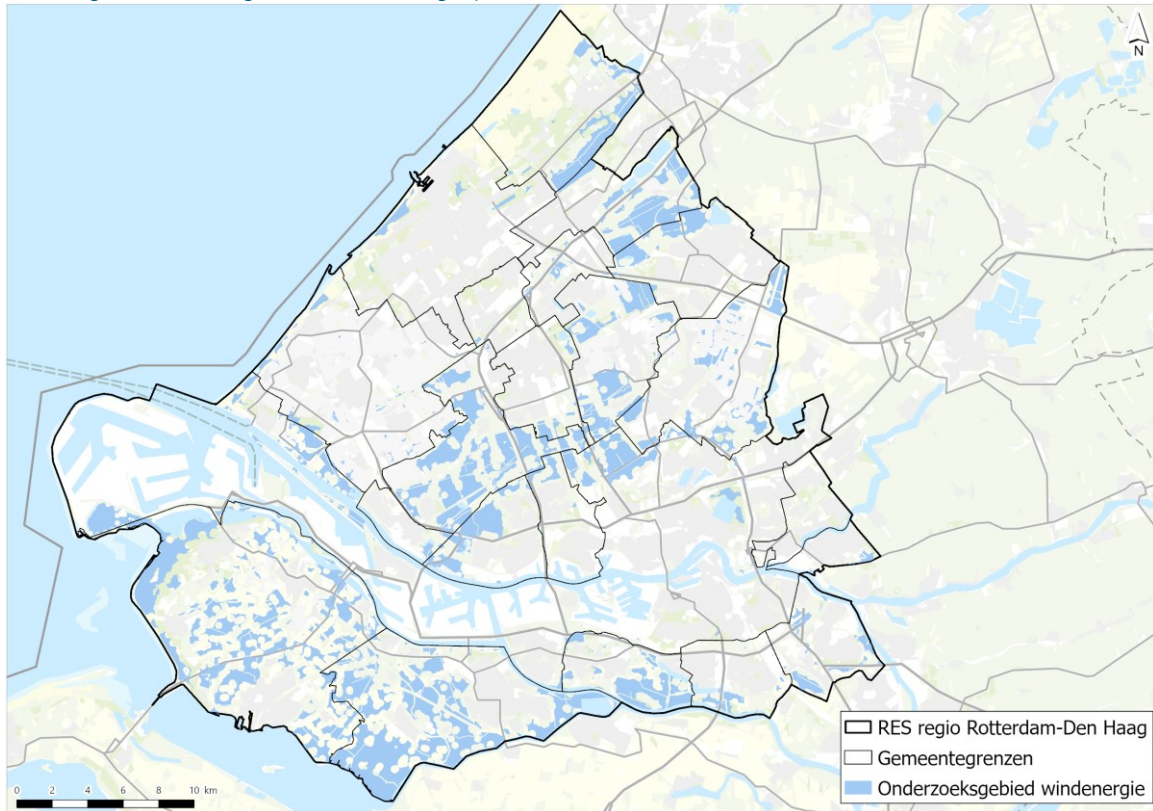 N
RES regio Rotterdam-Den Haag
Gemeentegrenzen
Onderzoeksgebied windenergie
0 2 4 6 8 10 km